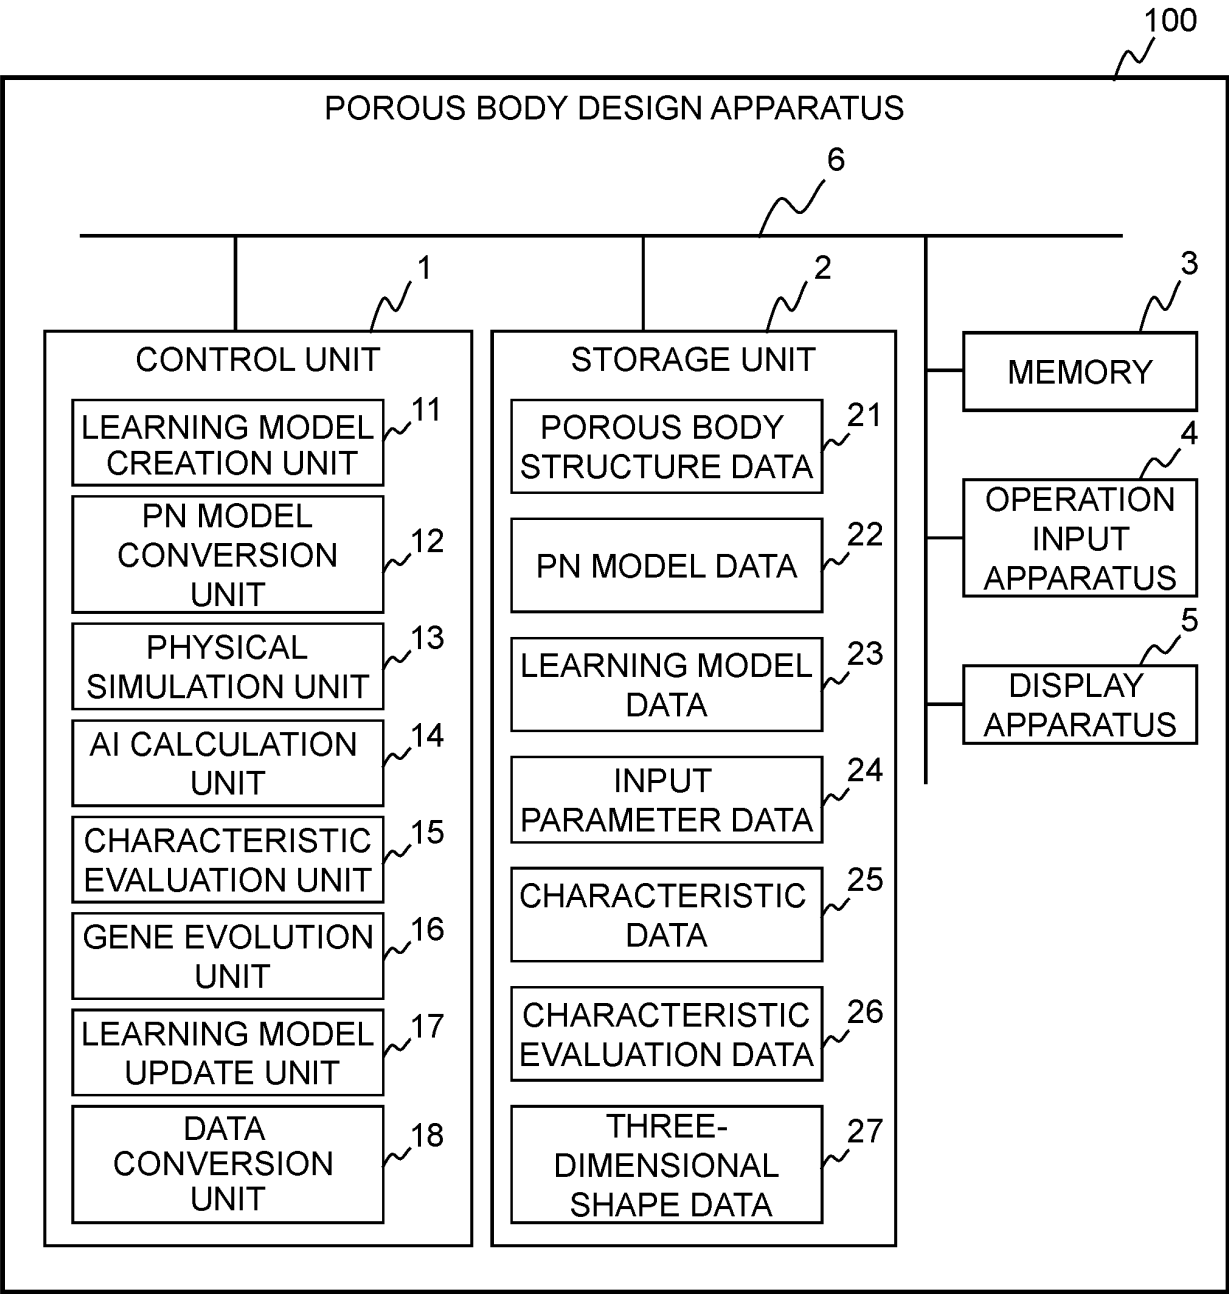 100
POROUS BODY DESIGN APPARATUS
6
1
CONTROL UNIT
LEARNING MODEL
CREATION UNIT
11
PN MODEL
CONVERSION
UNIT
12
PHYSICAL
SIMULATION UNIT
13
AI CALCULATION
UNIT
14
CHARACTERISTIC
EVALUATION UNIT
15
GENE EVOLUTION
UNIT
16
LEARNING MODEL
UPDATE UNIT
17
DATA
CONVERSION
UNIT
18
2
STORAGE UNIT
POROUS BODY
STRUCTURE DATA
21
PN MODEL DATA
22
LEARNING MODEL
DATA
23
INPUT
PARAMETER DATA
24
CHARACTERISTIC
DATA
25
CHARACTERISTIC
EVALUATION DATA
26
THREE-
DIMENSIONAL
SHAPE DATA
27
3
MEMORY
4
OPERATION
INPUT
APPARATUS
5
DISPLAY
APPARATUS